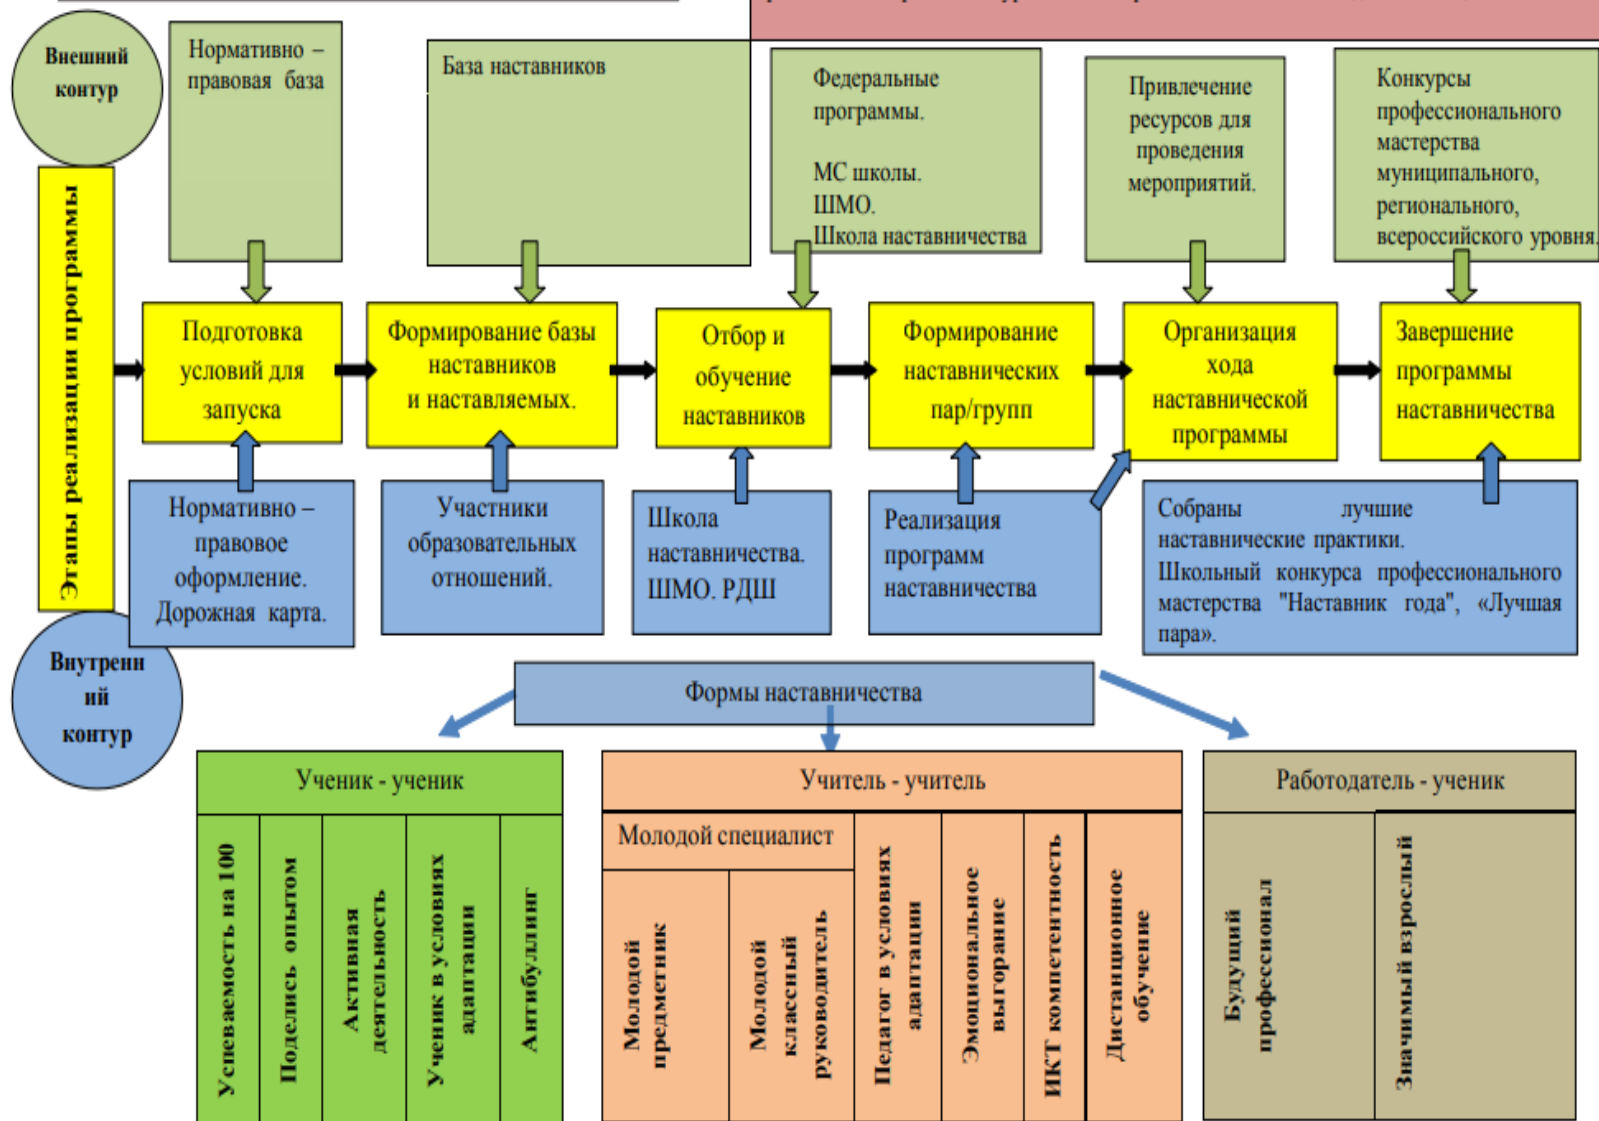 Внешний
контур
Нормативно –
правовая база
База наставников
Федеральные
программы.
МС школы.
ШМО.
Школа наставничества
Привлечение
ресурсов для
проведения
мероприятий.
Конкурсы
профессионального
мастерства
муниципального,
регионального,
всероссийского уровня.
Этапы реализации программы
Подготовка
условий для
запуска
Формирование базы
наставников
и наставляемых.
Отбор и
обучение
наставников
Формирование
наставнических
пар/групп
Организация
хода
наставнической
программы
Завершение
программы
наставничества
Нормативно –
правовое
оформление.
Дорожная карта.
Участники
образовательных
отношений.
Школа
наставничества.
ШМО. РДШ
Реализация
программ
наставничества
Собраны лучшие
наставнические практики.
Школьный конкурса профессионального
мастерства "Наставник года", «Лучшая
пара».
Внутренн
ий
контур
Формы наставничества
Ученик - ученик
Успеваемость на 100
Поделись опытом
Активная
деятельность
Ученик в условиях
адаптации
Антибуллинг
Учитель - учитель
Молодой специалист
Молодой
предметник
Молодой
классный
руководитель
Педагог в условиях
адаптации
Эмоциональное
выгорание
ИКТ компетентность
Дистанционное
обучение
Работодатель - ученик
Будущий
профессионал
Значимый взрослый